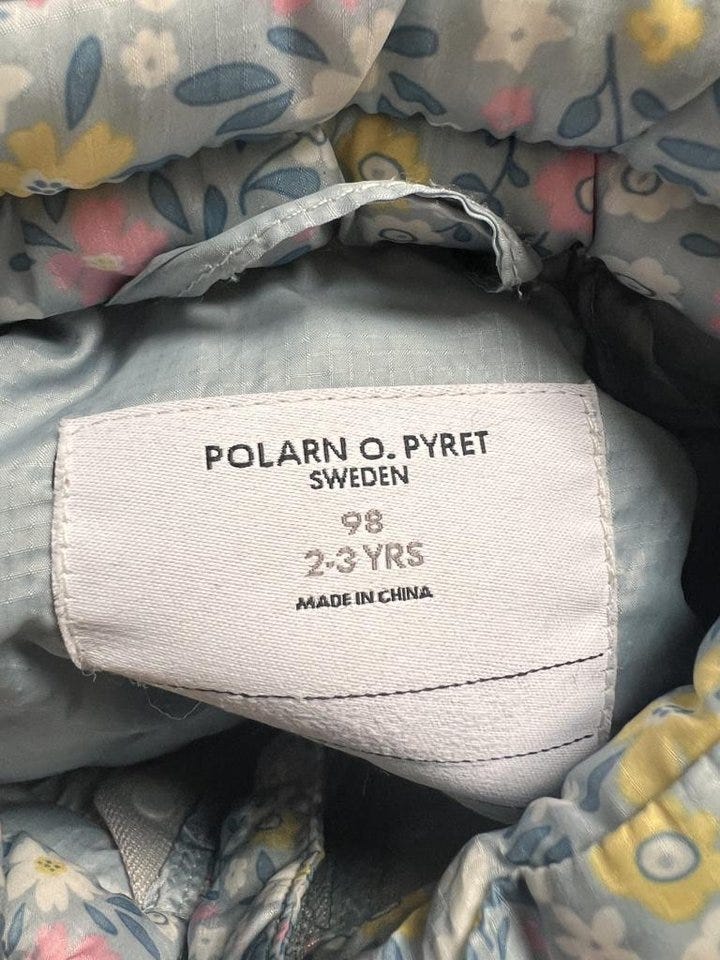 POLARN O. PYRET
SWEDEN
98
2-3 YRS
MADE IN CHINA